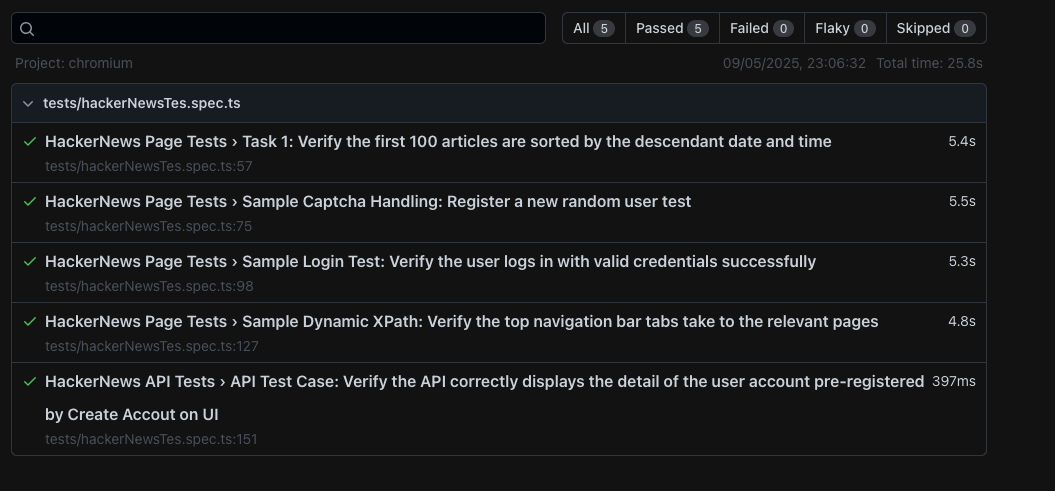 All 5 Passed 5 Failed 0 Flaky 0 Skipped 0
Project: chromium 09/05/2025, 23:06:32 Total time: 25.8s
tests/hackerNewsTes.spec.ts
HackerNews Page Tests › Task 1: Verify the first 100 articles are sorted by the descendant date and time 5.4s
tests/hackerNewsTes.spec.ts:57
HackerNews Page Tests › Sample Captcha Handling: Register a new random user test 5.5s
tests/hackerNewsTes.spec.ts:75
HackerNews Page Tests › Sample Login Test: Verify the user logs in with valid credentials successfully 5.3s
tests/hackerNewsTes.spec.ts:98
HackerNews Page Tests › Sample Dynamic XPath: Verify the top navigation bar tabs take to the relevant pages 4.8s
tests/hackerNewsTes.spec.ts:127
HackerNews API Tests › API Test Case: Verify the API correctly displays the detail of the user account pre-registered 397ms
by Create Accout on UI
tests/hackerNewsTes.spec.ts:151